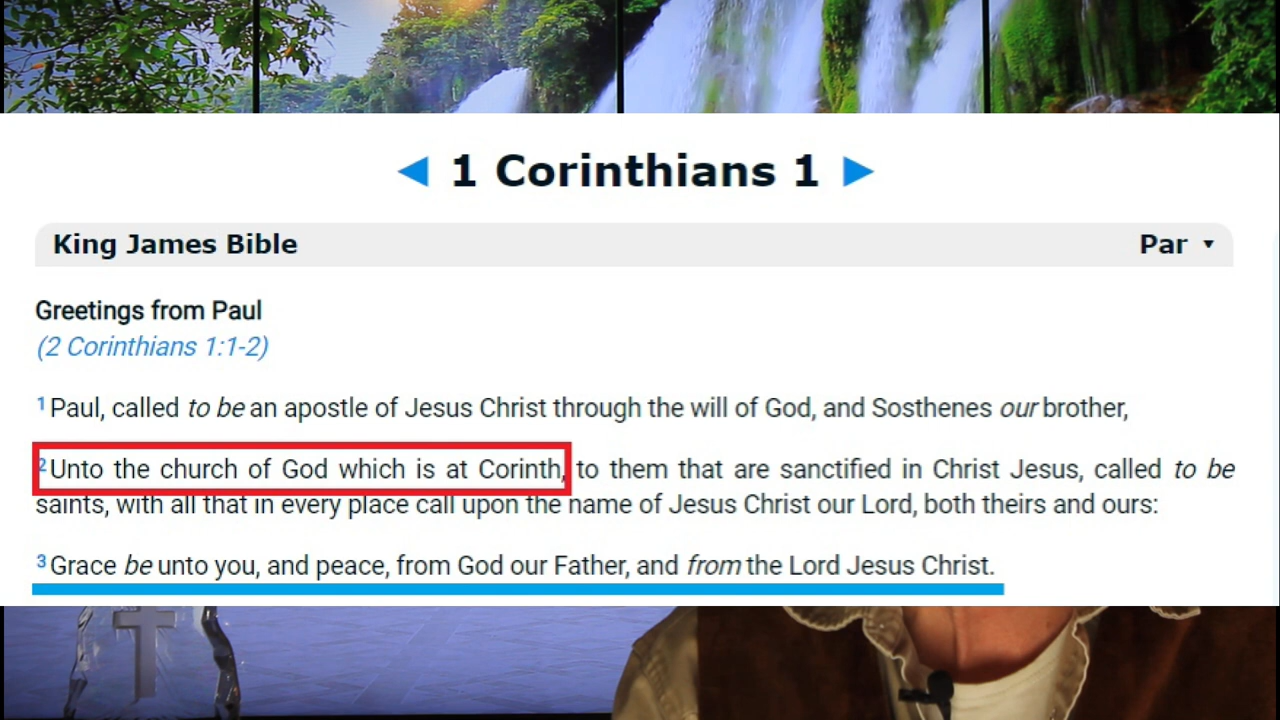 ◄ 1 Corinthians 1 ►
King James Bible Par ▼
Greetings from Paul
(2 Corinthians 1:1-2)
1 Paul, called to be an apostle of Jesus Christ through the will of God, and Sosthenes our brother,
2 Unto the church of God which is at Corinth, to them that are sanctified in Christ Jesus, called to be
saints, with all that in every place call upon the name of Jesus Christ our Lord, both theirs and ours:
3 Grace be unto you, and peace, from God our Father, and from the Lord Jesus Christ.